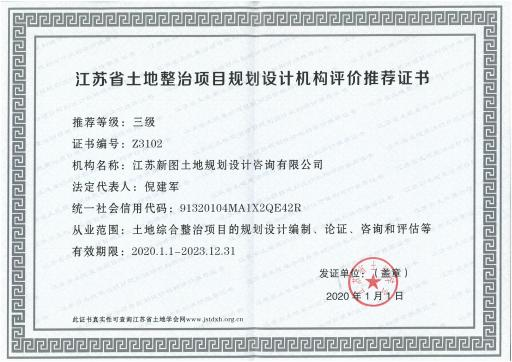 江苏省土地整治项目规划设计机构评价推荐证书
推荐等级：三级
证书编号：Z3102
机构名称：江苏新图土地规划设计咨询有限公司
法定代表人：倪建军
统一社会信用代码：91320104MA1X2QE42R
从业范围：土地综合整治项目的规划设计编制、论证、咨询和评估等
有效期限：2020.1.1-2023.12.31
发证单位：（盖章）
2020年1月1日
此证书真实性可查询江苏省土地学会网www.jstdxh.org.cn